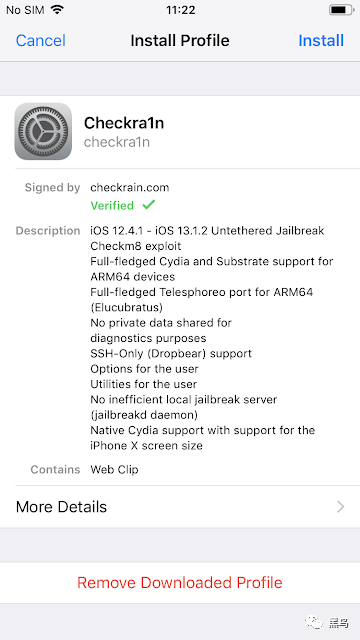 No SIM 11:22
Cancel Install Profile Install
Checkra1n
checkra1n
Signed by checkrain.com
Verified
Description iOS 12.4.1 - iOS 13.1.2 Untethered Jailbreak
Checkm8 exploit
Full-fledged Cydia and Substrate support for
ARM64 devices
Full-fledged Telesphoreo port for ARM64
(Elucubratus)
No private data shared for
diagnostics purposes
SSH-Only (Dropbear) support
Options for the user
Utilities for the user
No inefficient local jailbreak server
(jailbreakd daemon)
Native Cydia support with support for the
iPhone X screen size
Contains Web Clip
More Details
Remove Downloaded Profile
黑鸟